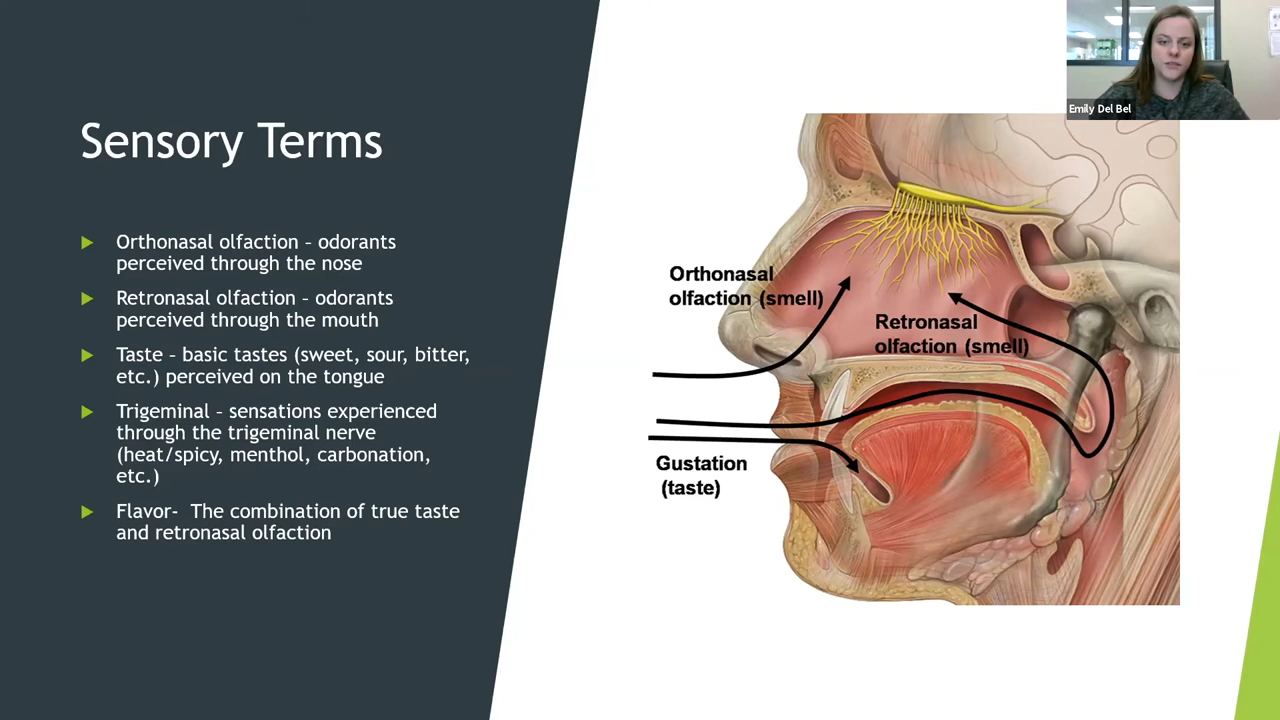 Sensory Terms
Orthonasal olfaction – odorants
perceived through the nose
Retronasal olfaction – odorants
perceived through the mouth
Taste – basic tastes (sweet, sour, bitter,
etc.) perceived on the tongue
Trigeminal – sensations experienced
through the trigeminal nerve
(heat/spicy, menthol, carbonation,
etc.)
Flavor-  The combination of true taste
and retronasal olfaction
Orthonasal
olfaction (smell)
Retronasal
olfaction (smell)
Gustation
(taste)
Emily Del Bel